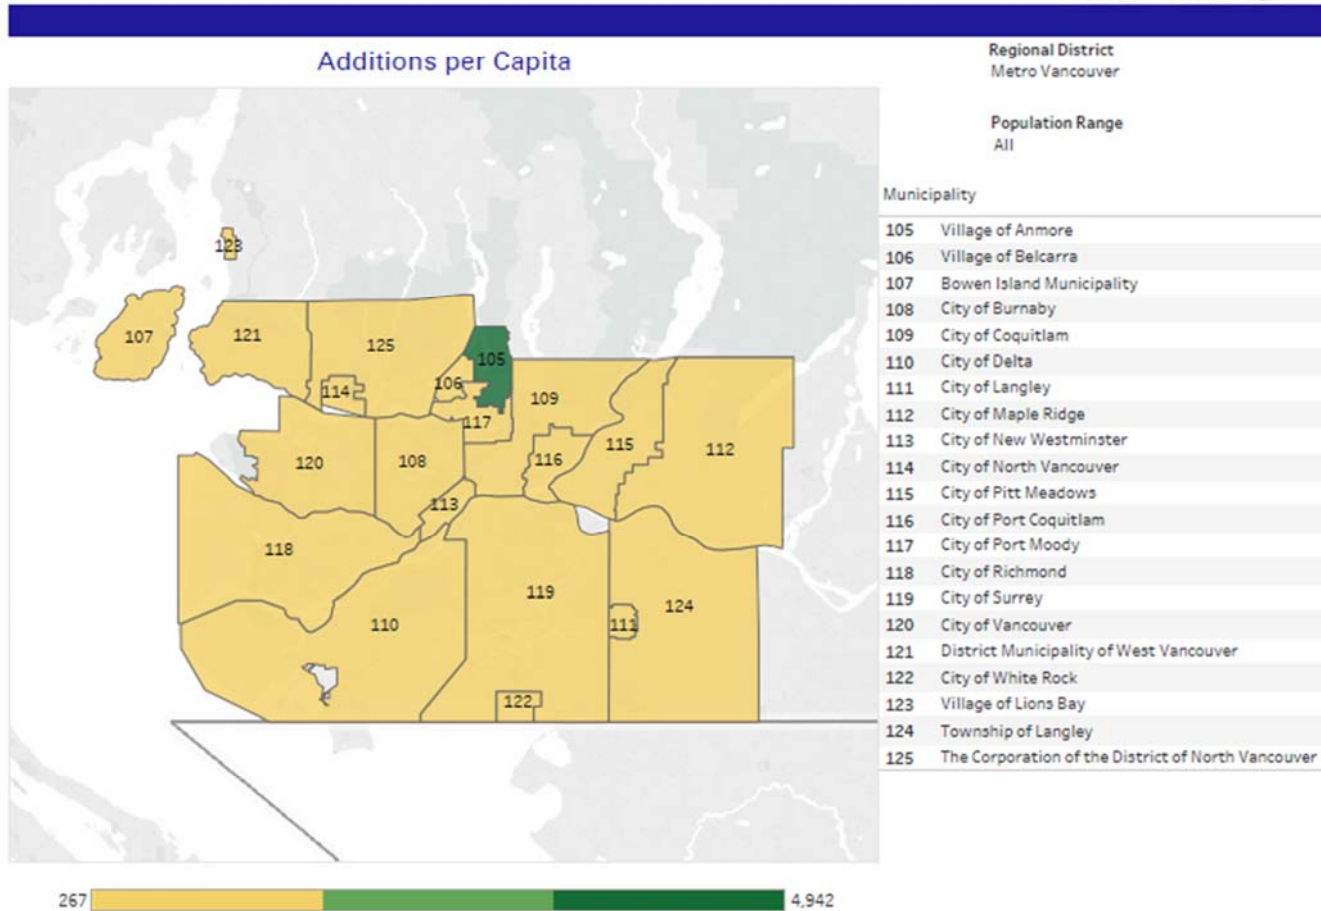 Additions per Capita
Regional District
Metro Vancouver
Population Range
All
Municipality
105 Village of Anmore
106 Village of Belcarra
107 Bowen Island Municipality
108 City of Burnaby
109 City of Coquitlam
110 City of Delta
111 City of Langley
112 City of Maple Ridge
113 City of New Westminster
114 City of North Vancouver
115 City of Pitt Meadows
116 City of Port Coquitlam
117 City of Port Moody
118 City of Richmond
119 City of Surrey
120 City of Vancouver
121 District Municipality of West Vancouver
122 City of White Rock
123 Village of Lions Bay
124 Township of Langley
125 The Corporation of the District of North Vancouver
123
107
121
125
105
114
106
109
117
115
112
120
108
116
113
118
119
124
110
111
122
267
4,942